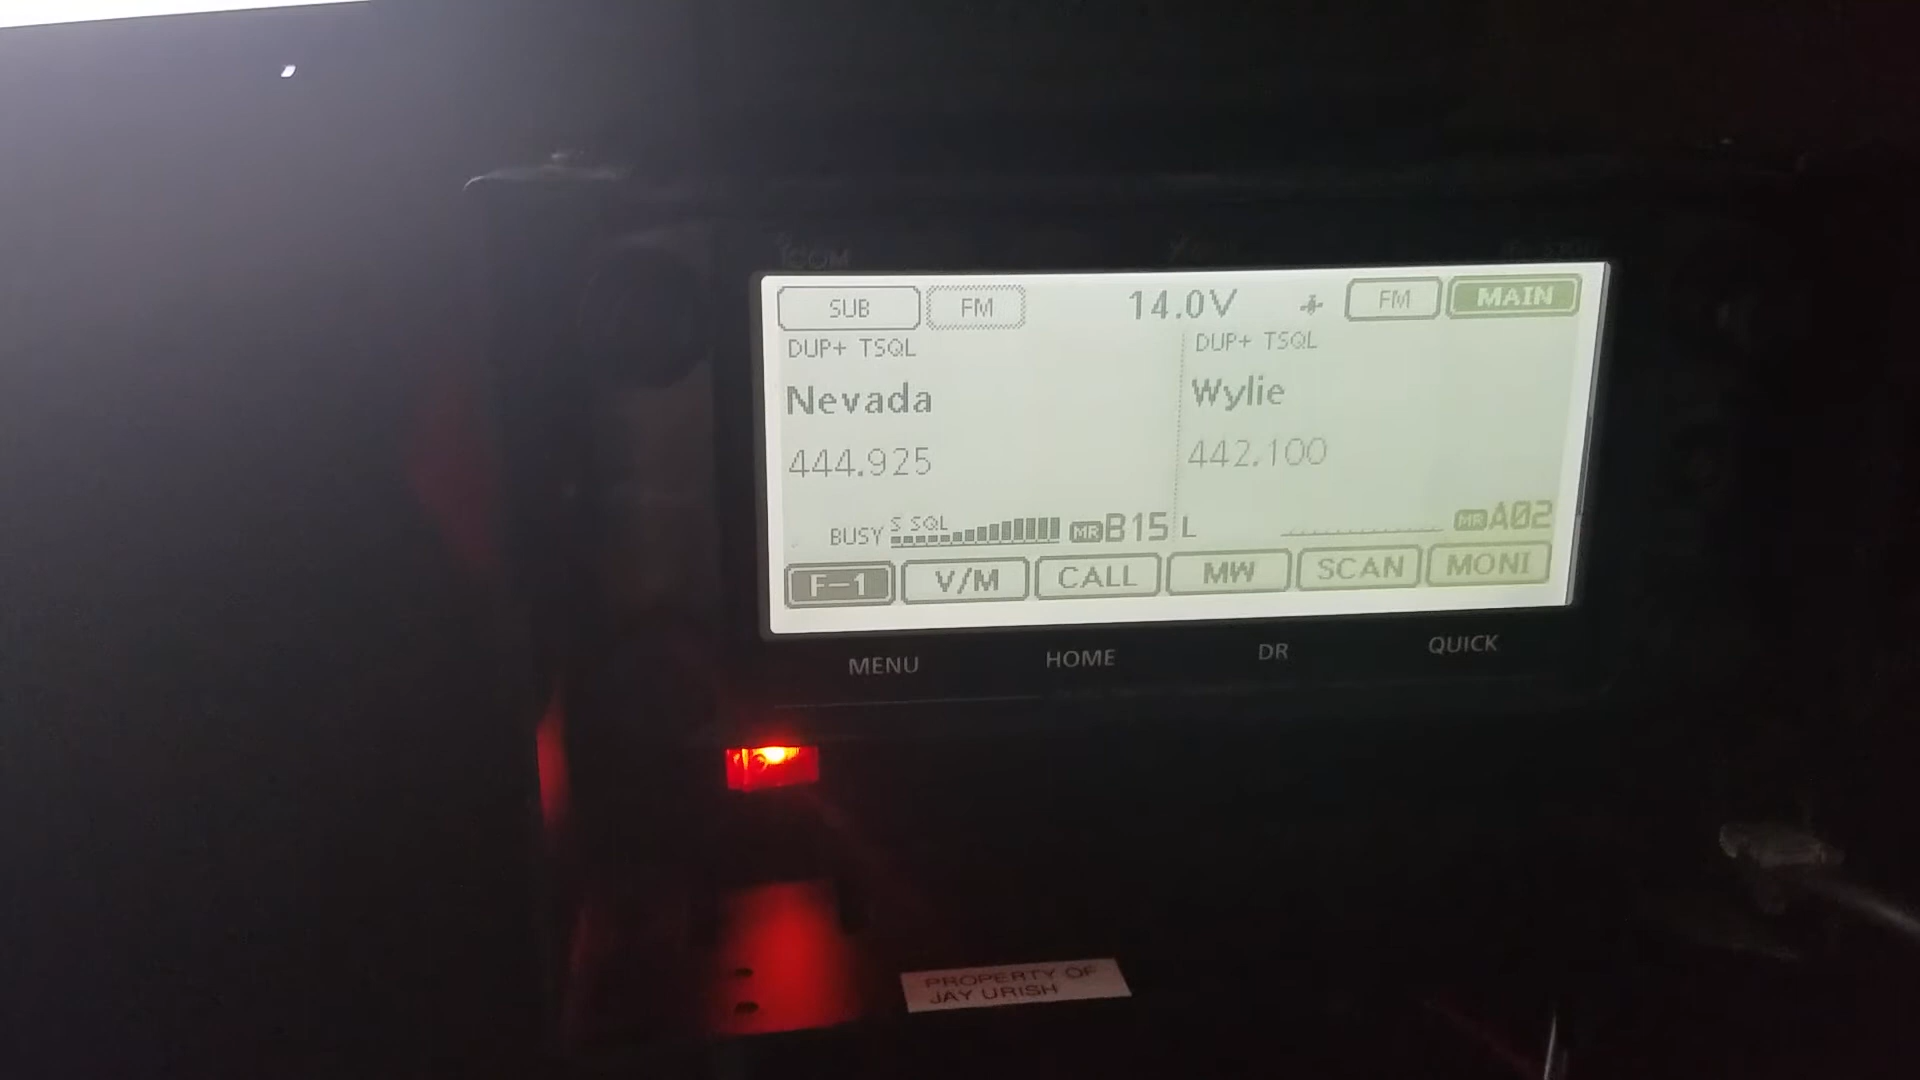 ICOM
SUB FM 14.0V FM MAIN
DUP+ TSQL DUP+ TSQL
Nevada Wylie
444.925 442.100
BUSY S SQL MR B15 L MR A02
F-1 V/M CALL MW SCAN MONI
MENU HOME DR QUICK
PROPERTY OF
JAY URISH